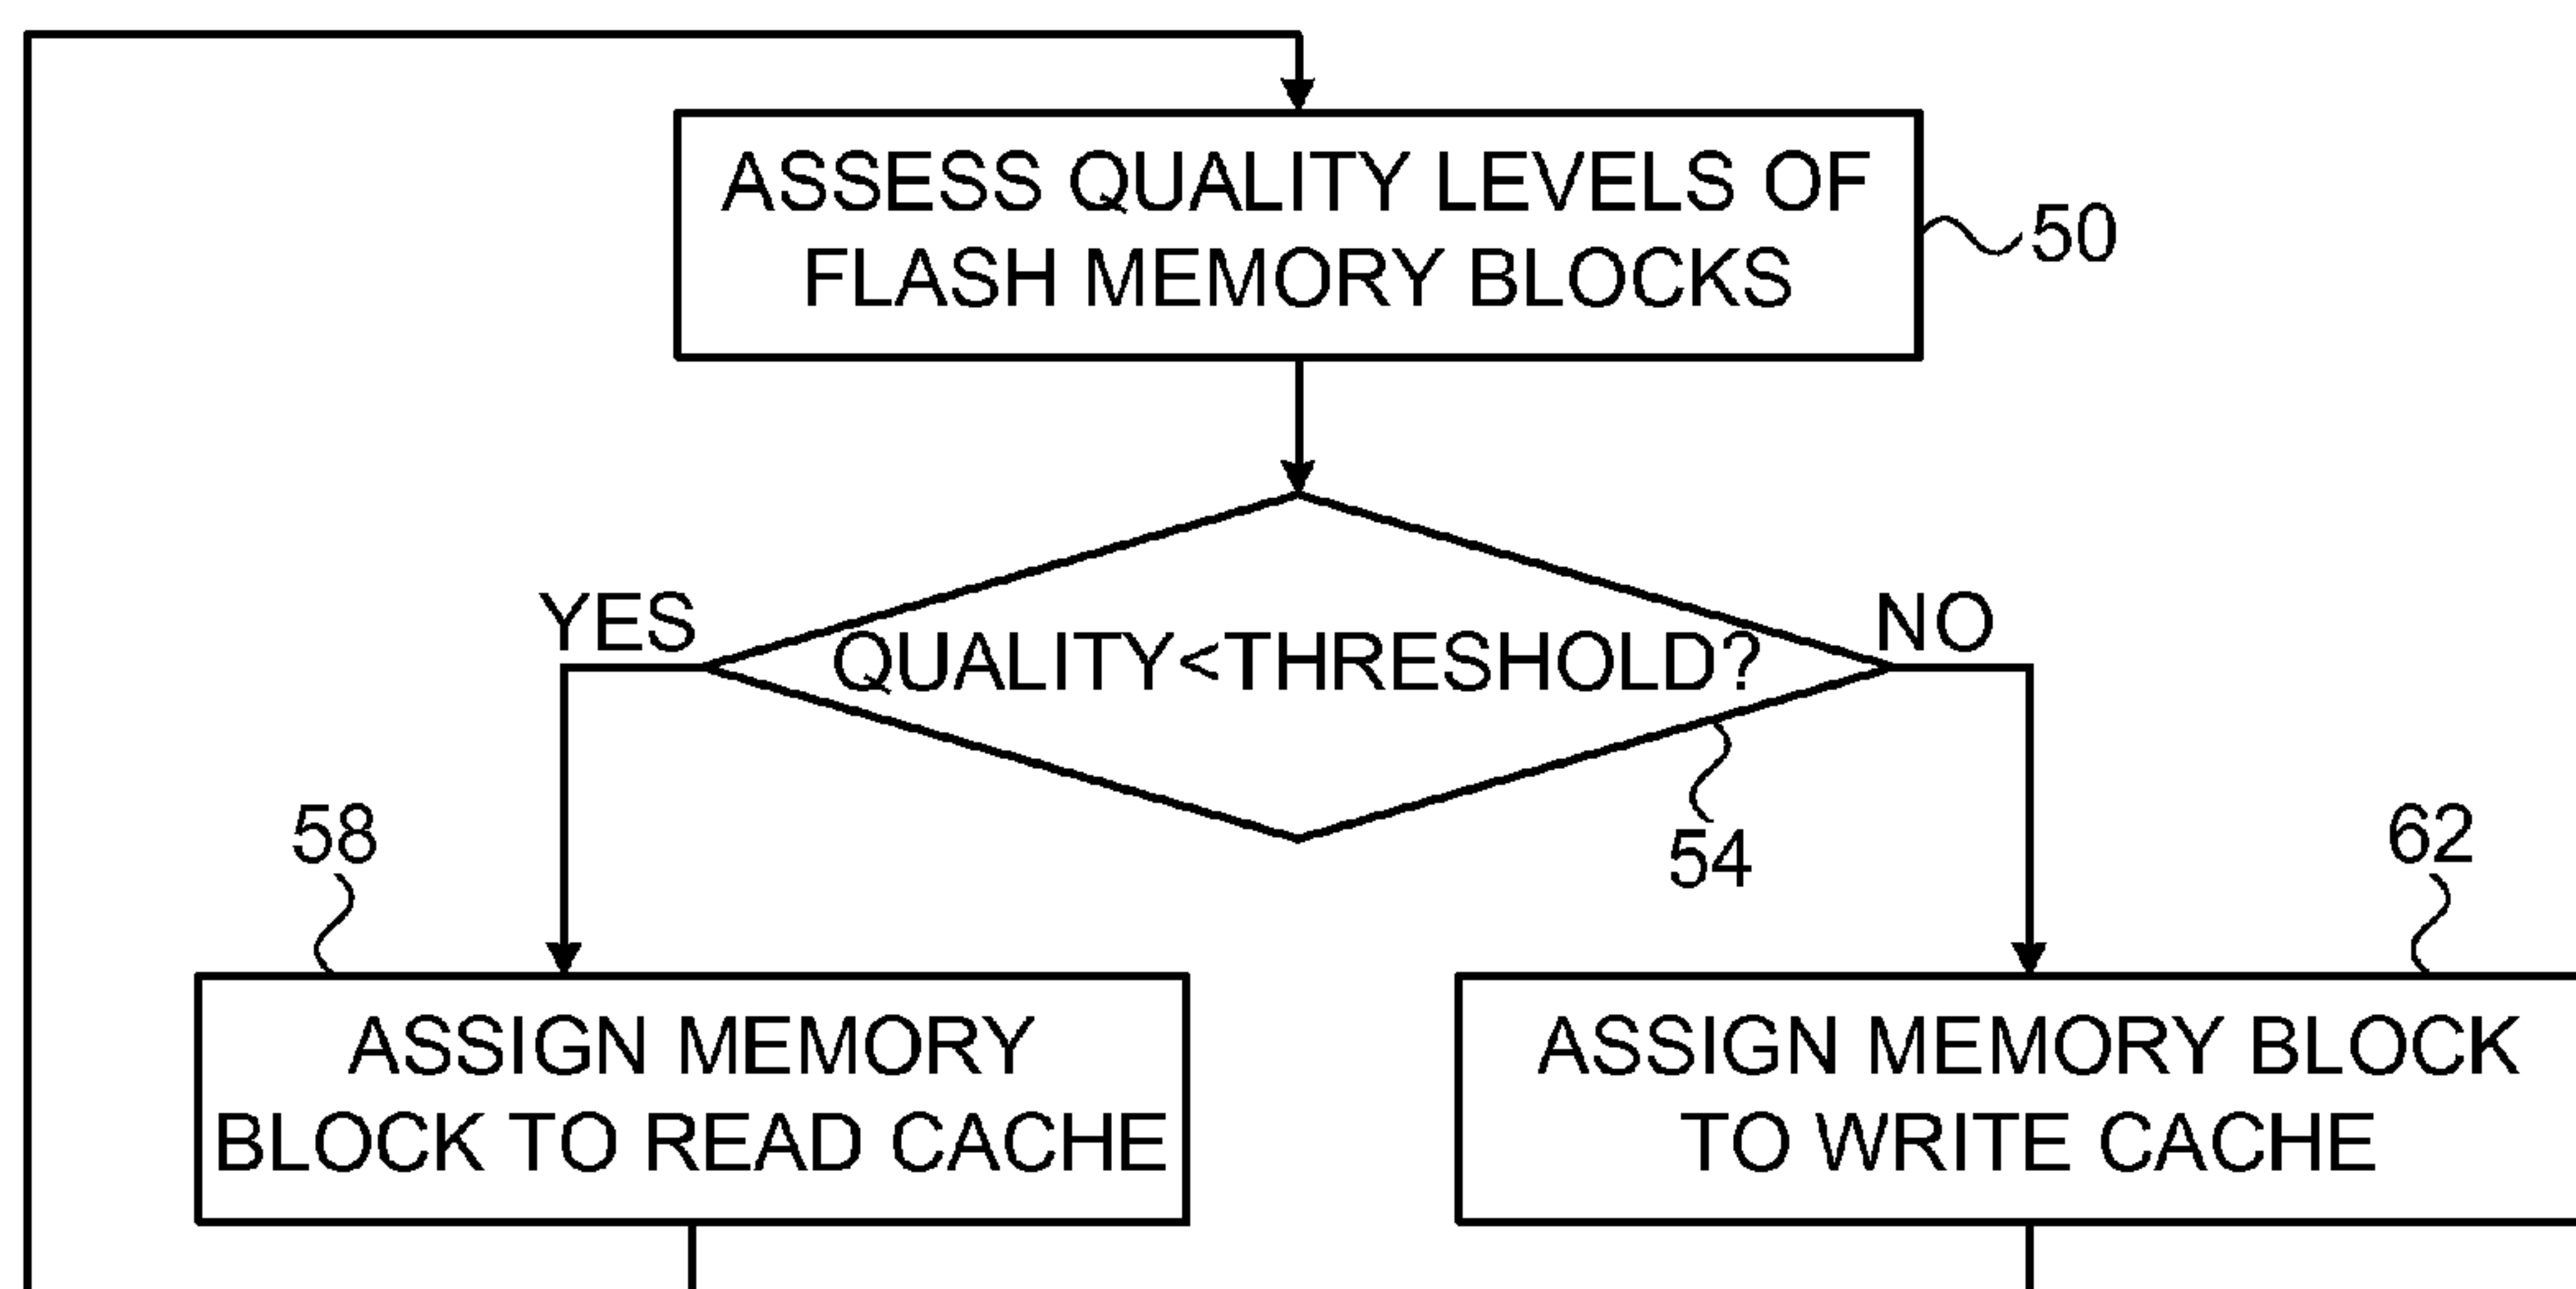 ASSESS QUALITY LEVELS OF
FLASH MEMORY BLOCKS
50
YES
QUALITY<THRESHOLD?
NO
54
58
62
ASSIGN MEMORY
BLOCK TO READ CACHE
ASSIGN MEMORY BLOCK
TO WRITE CACHE